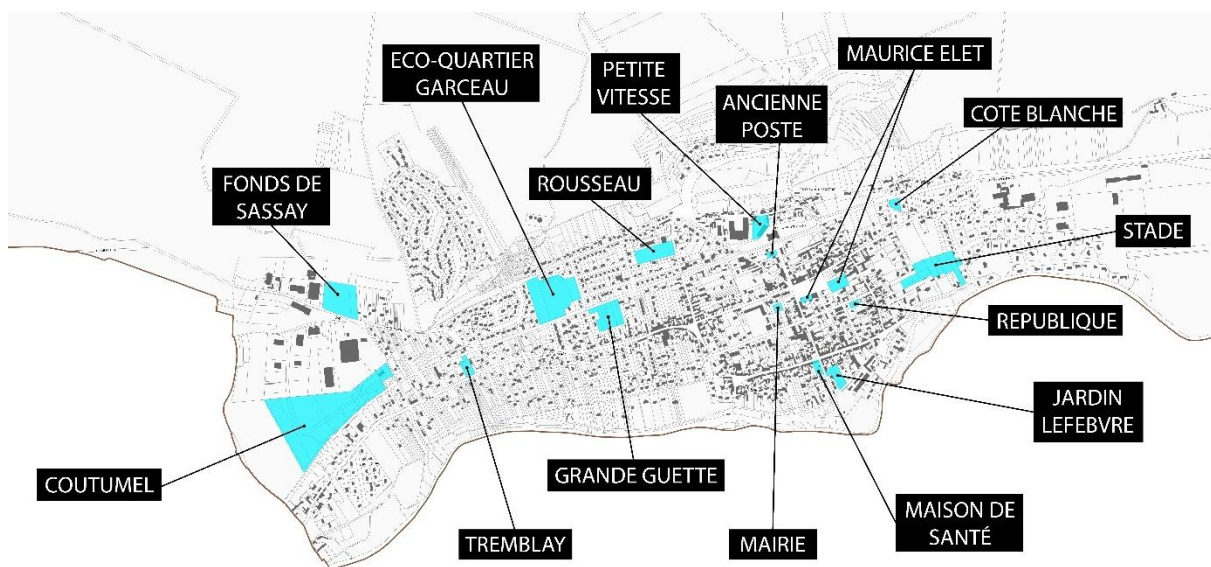 MAURICE ELET
ECO-QUARTIER
GARCEAU
PETITE
VITESSE
ANCIENNE
POSTE
COTE BLANCHE
FONDS DE
SASSAY
ROUSSEAU
STADE
REPUBLIQUE
JARDIN
LEFEBVRE
COUTUMEL
GRANDE GUETTE
TREMBLAY
MAIRIE
MAISON DE
SANTÉ